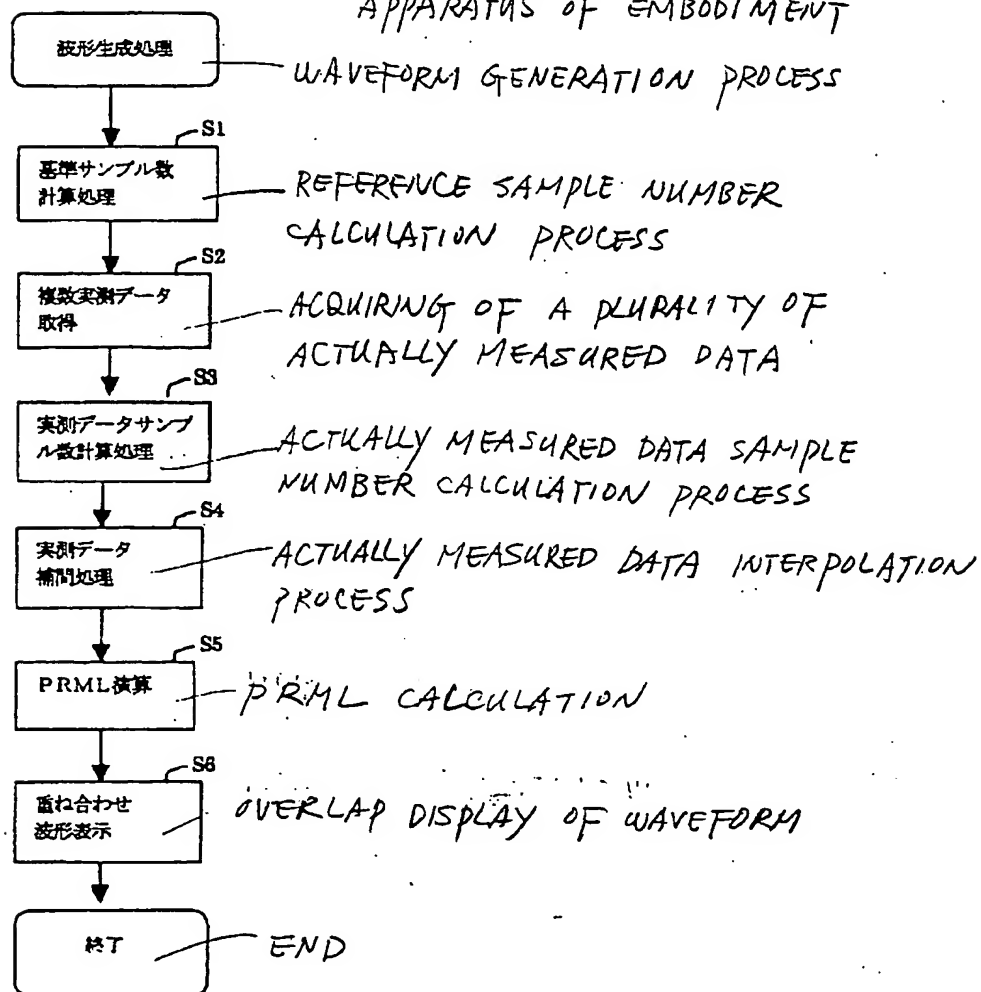 APPARATUS OF EMBODIMENT
波形生成処理
WAVEFORM GENERATION PROCESS
S1
基準サンプル数
計算処理
REFERENCE SAMPLE NUMBER
CALCULATION PROCESS
S2
複数実測データ
取得
ACQUIRING OF A PLURALITY OF
ACTUALLY MEASURED DATA
S3
実測データサンプ
ル数計算処理
ACTUALLY MEASURED DATA SAMPLE
NUMBER CALCULATION PROCESS
S4
実測データ
補間処理
ACTUALLY MEASURED DATA INTERPOLATION
PROCESS
S5
PRML演算
PRML CALCULATION
S6
重ね合わせ
波形表示
OVERLAP DISPLAY OF WAVEFORM
終了
END